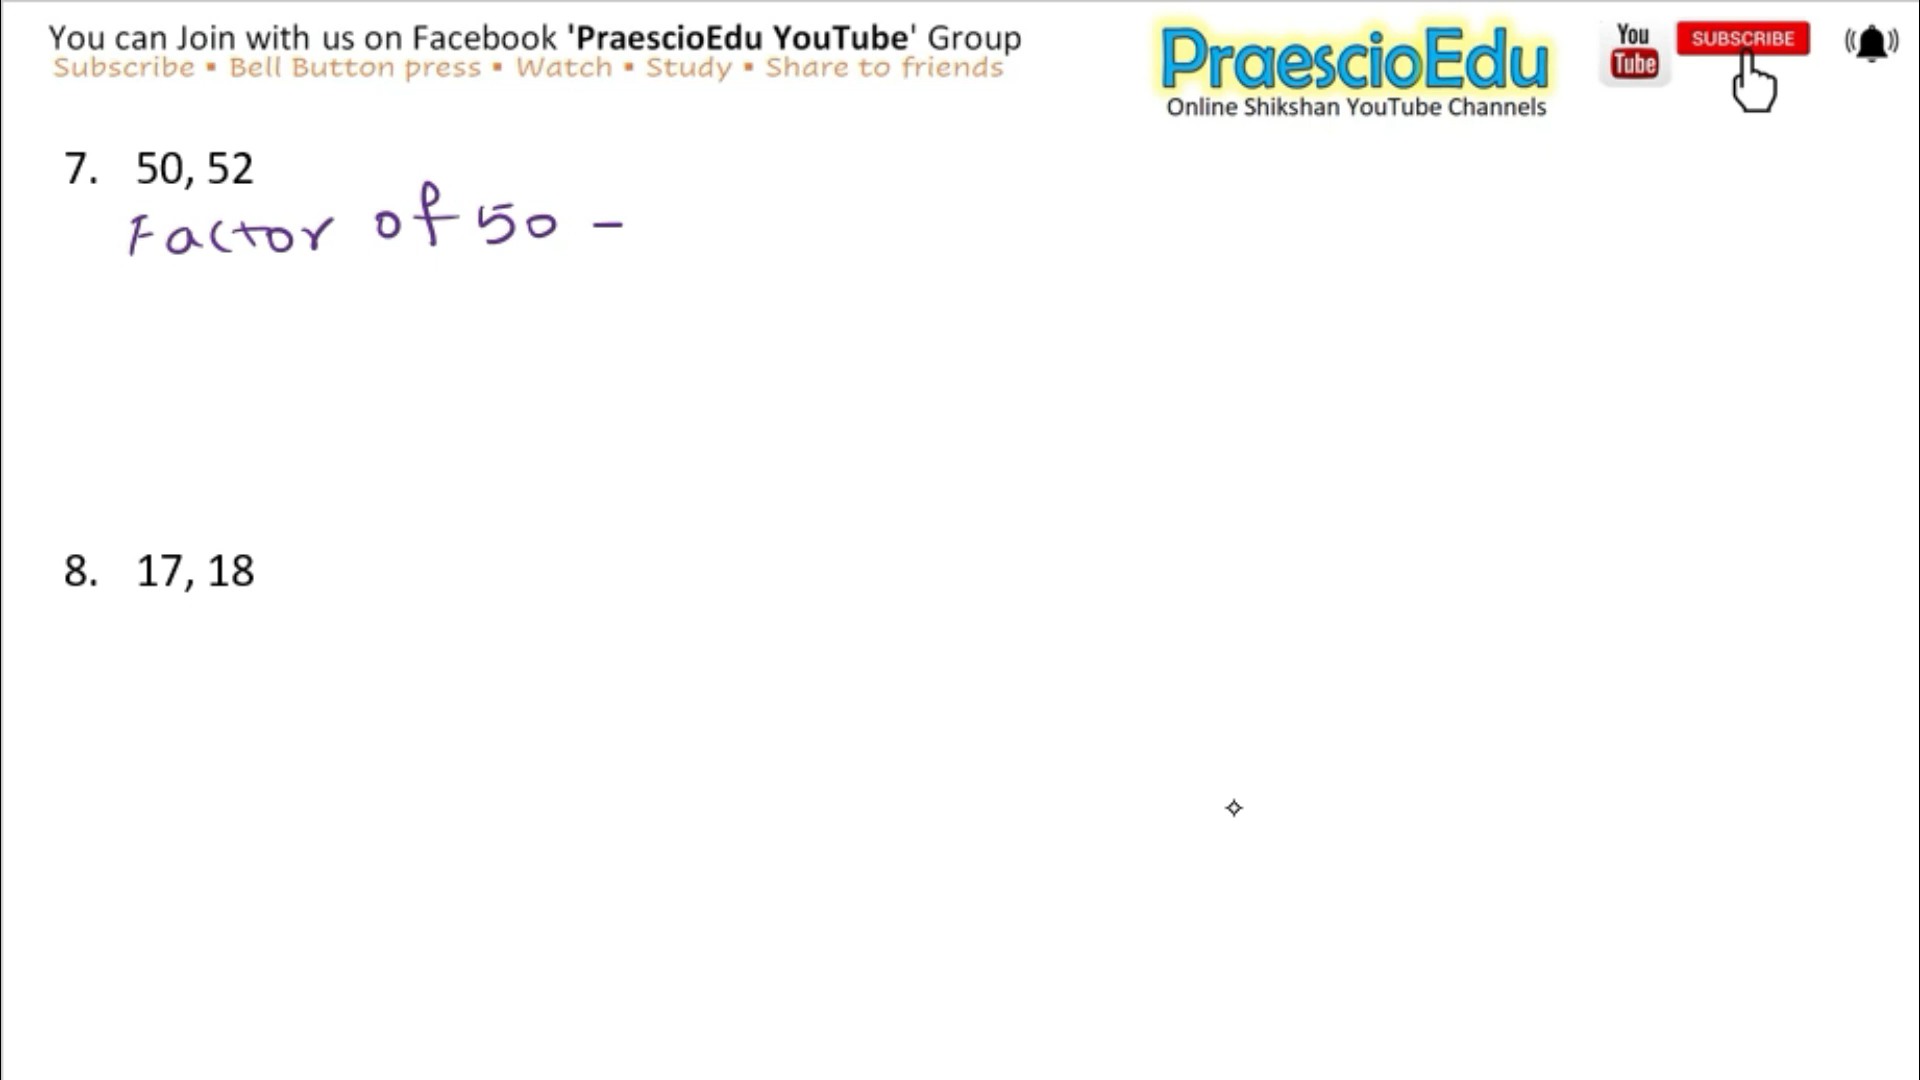 You can Join with us on Facebook 'PraescioEdu YouTube' Group
Subscribe ▪ Bell Button press ▪ Watch ▪ Study ▪ Share to friends
PraescioEdu
Online Shikshan YouTube Channels
You
Tube
SUBSCRIBE
7. 50, 52
Factor of 50 -
8. 17, 18